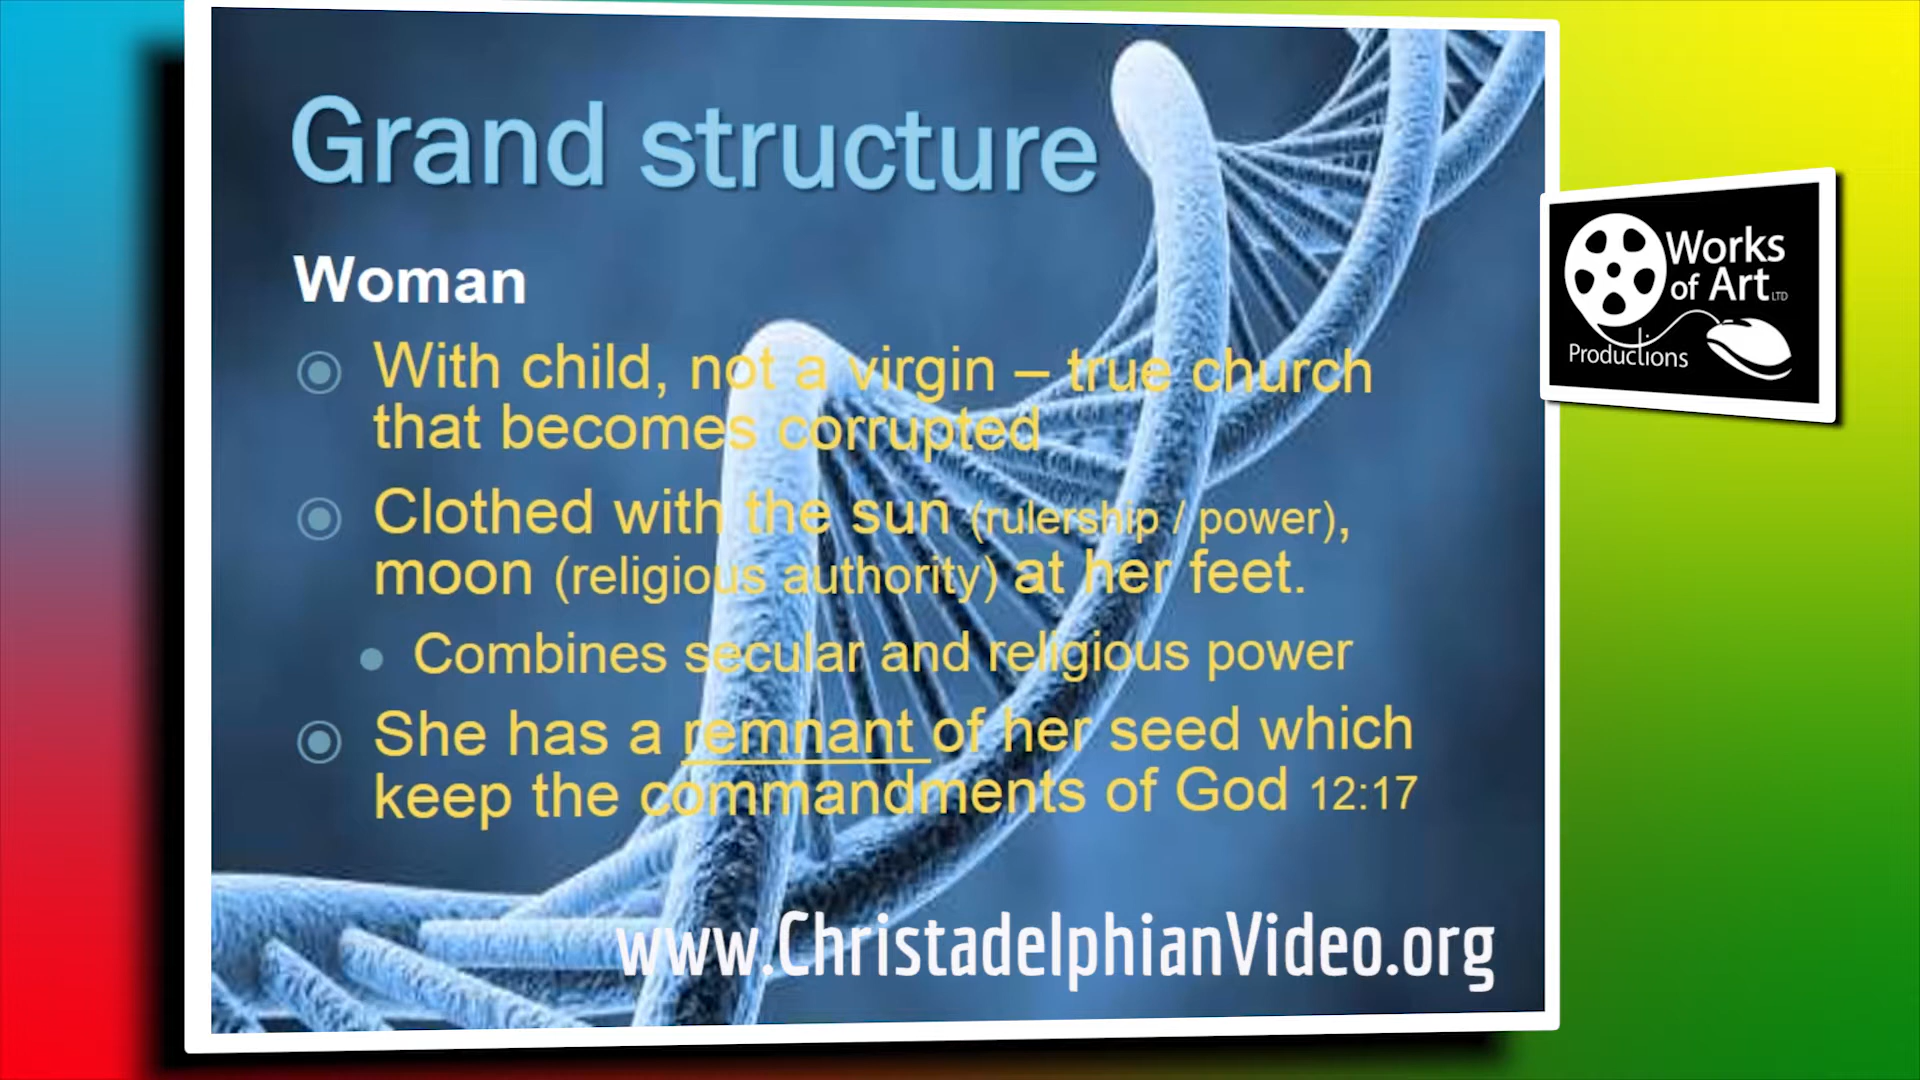 Grand structure
Woman
With child, not a virgin – true church
that becomes corrupted
Clothed with the sun (rulership / power),
moon (religious authority) at her feet.
Combines secular and religious power
She has a remnant of her seed which
keep the commandments of God 12:17
www.ChristadelphianVideo.org
Works
of Art LTD
Productions